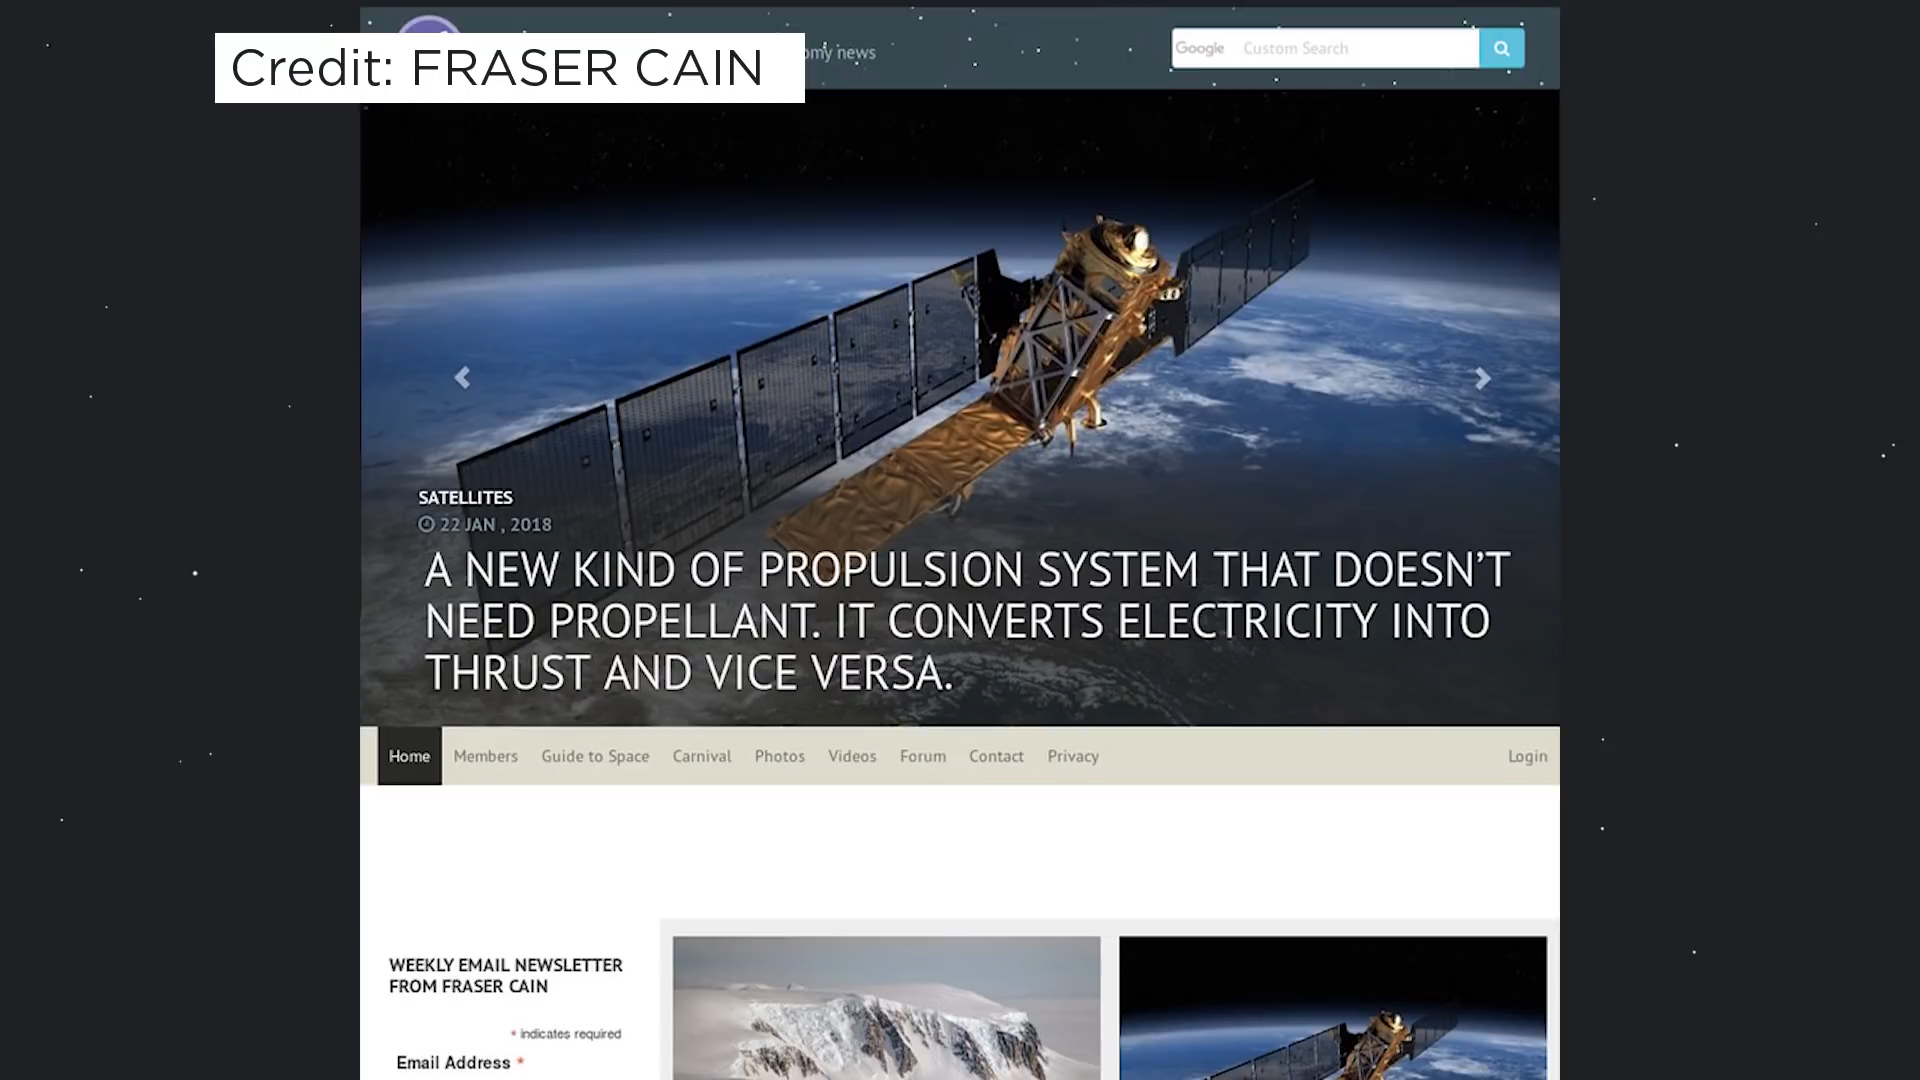 Credit: FRASER CAIN
omy news
Google Custom Search
SATELLITES
22 JAN , 2018
A NEW KIND OF PROPULSION SYSTEM THAT DOESN'T
NEED PROPELLANT. IT CONVERTS ELECTRICITY INTO
THRUST AND VICE VERSA.
Home Members Guide to Space Carnival Photos Videos Forum Contact Privacy Login
WEEKLY EMAIL NEWSLETTER
FROM FRASER CAIN
* indicates required
Email Address *